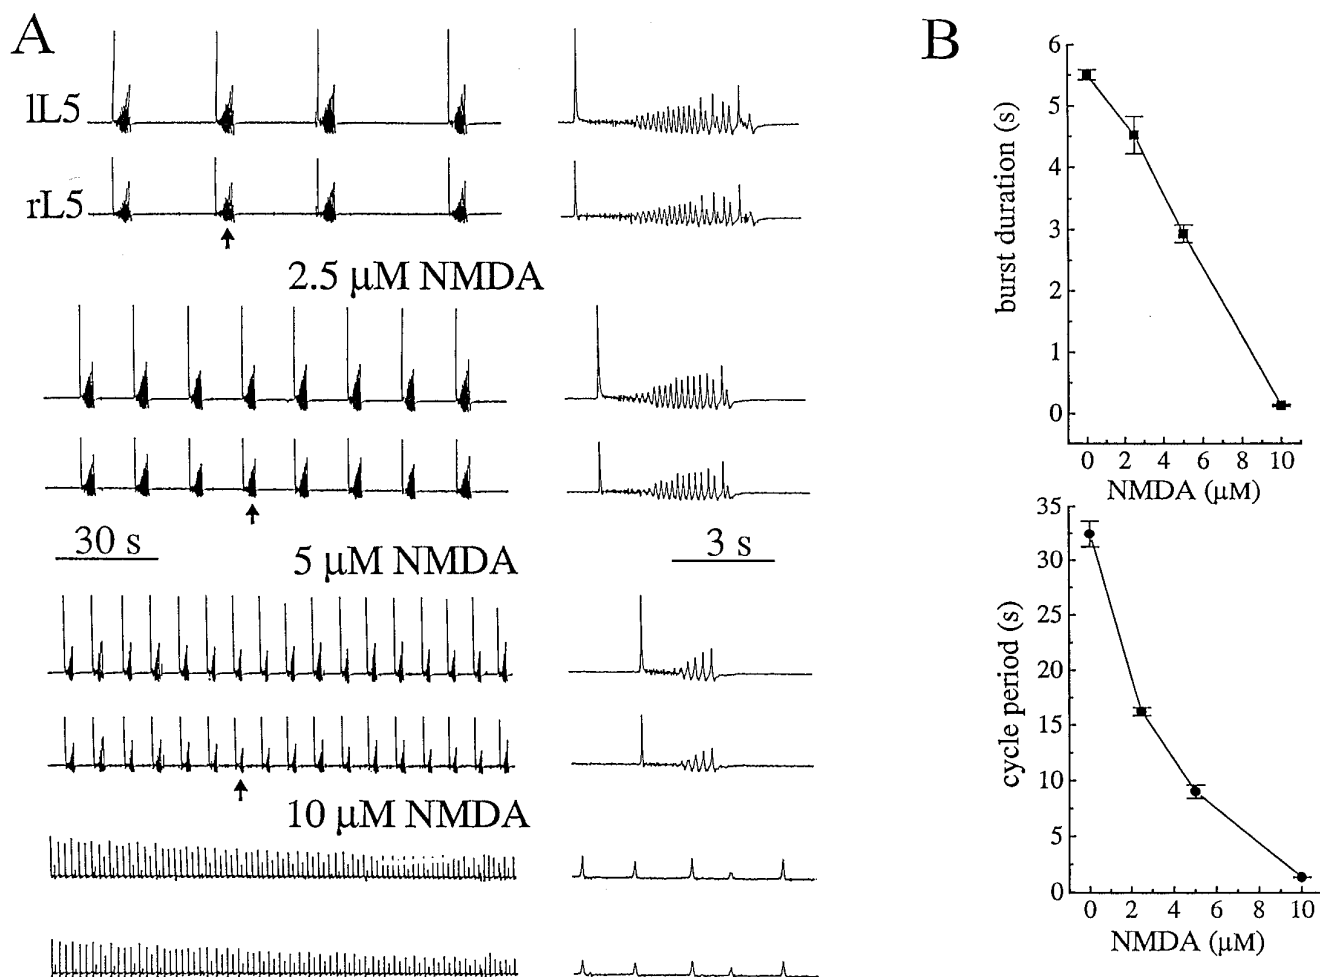 A
lL5
rL5
2.5 µM NMDA
30 s
3 s
5 µM NMDA
10 µM NMDA
B
6
5
4
3
2
1
0
burst duration (s)
0 2 4 6 8 10
NMDA (µM)
35
30
25
20
15
10
5
0
cycle period (s)
0 2 4 6 8 10
NMDA (µM)